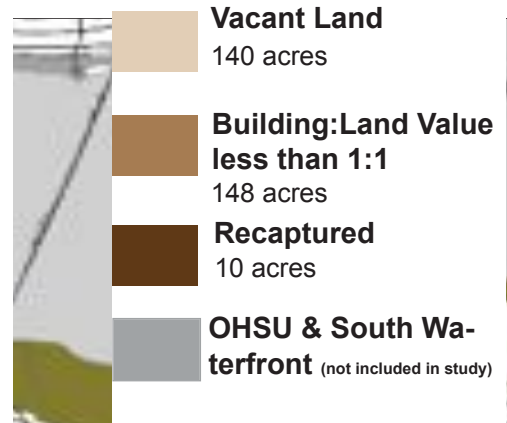 Vacant Land
140 acres
Building:Land Value
less than 1:1
148 acres
Recaptured
10 acres
OHSU & South Wa-
terfront (not included in study)